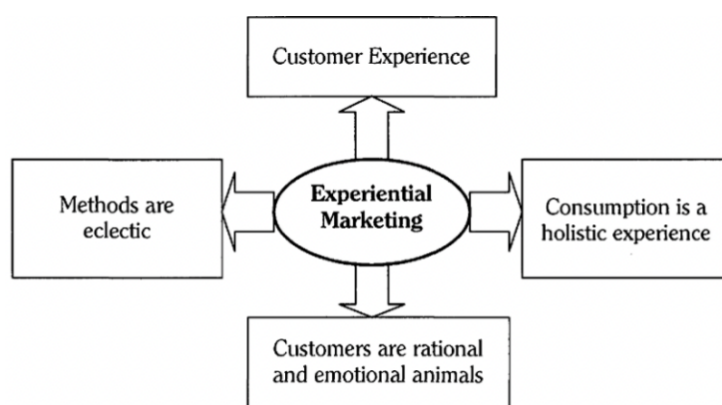 Customer Experience
Methods are
eclectic
Experiential
Marketing
Consumption is a
holistic experience
Customers are rational
and emotional animals